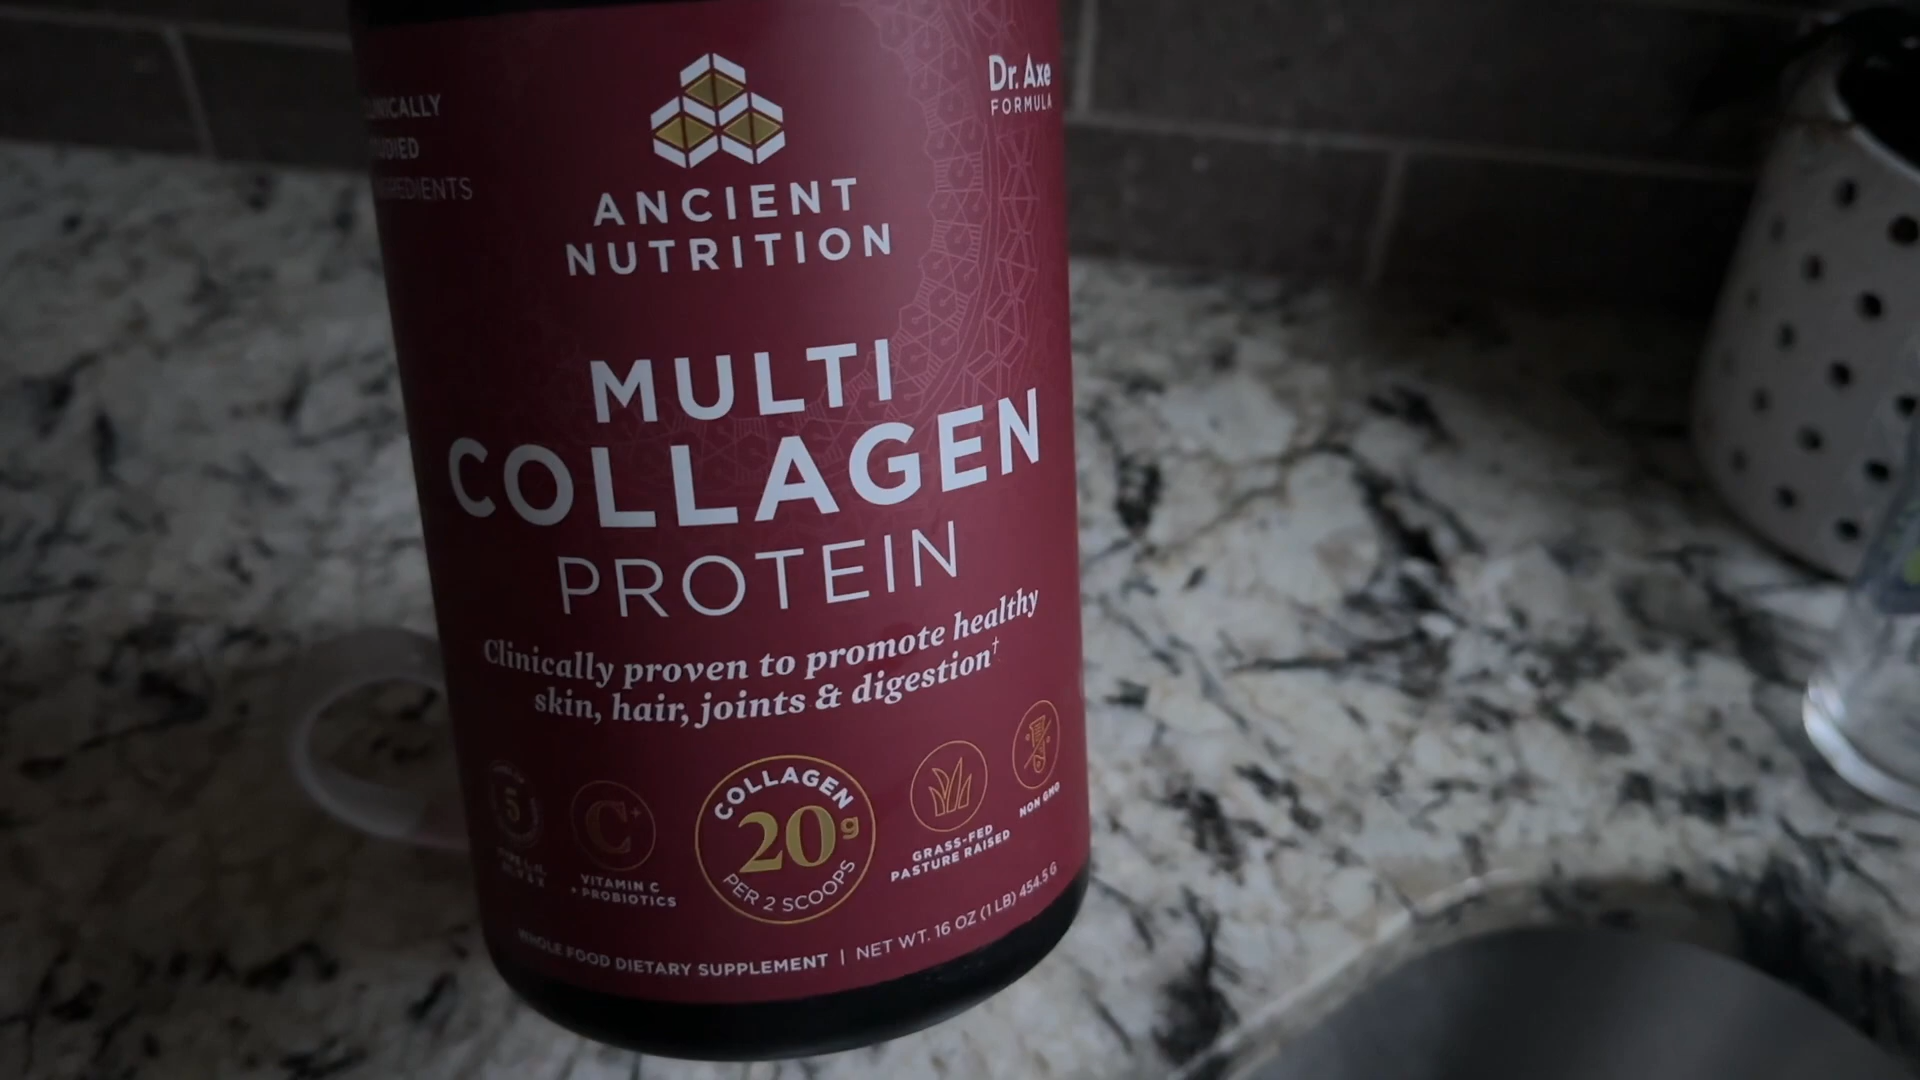 Dr. Axe
FORMULA
ANCIENT
NUTRITION
MULTI
COLLAGEN
PROTEIN
Clinically proven to promote healthy
skin, hair, joints & digestion†
5
C+
VITAMIN C
+ PROBIOTICS
COLLAGEN
20g
PER 2 SCOOPS
GRASS-FED
PASTURE RAISED
NON GMO
WHOLE FOOD DIETARY SUPPLEMENT | NET WT. 16 OZ (1 LB) 454.5 G